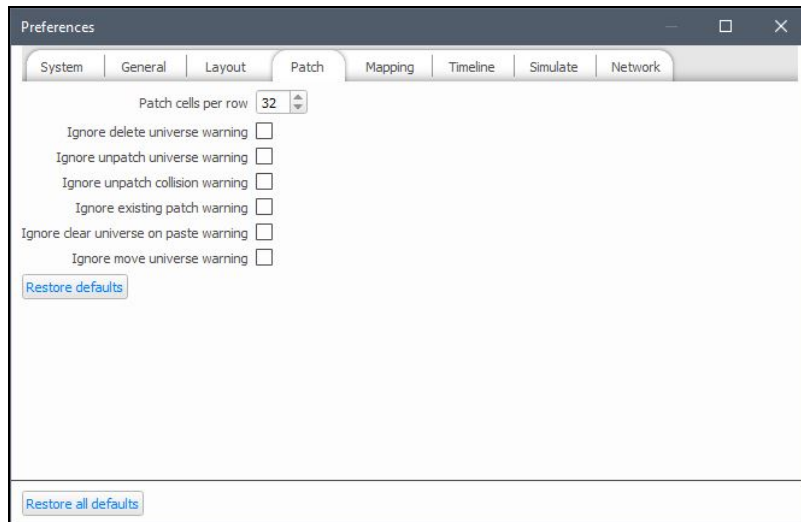 Preferences
System General Layout Patch Mapping Timeline Simulate Network
Patch cells per row 32
Ignore delete universe warning
Ignore unpatch universe warning
Ignore unpatch collision warning
Ignore existing patch warning
Ignore clear universe on paste warning
Ignore move universe warning
Restore defaults
Restore all defaults